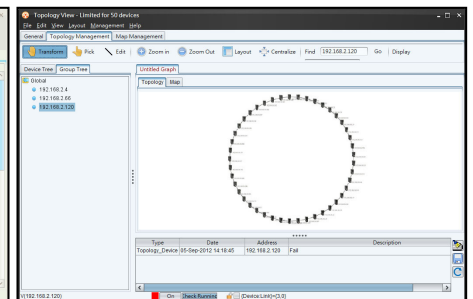 Topology View - Limited for 50 devices
File Edit View Layout Management Help
General Topology Management Map Management
Transform Pick Edit Zoom in Zoom Out Layout Centralize Find 192.168.2.120 Go Display
Device Tree Group Tree
Untitled Graph
Global
Topology Map
192.168.2.4
192.168.2.66
192.168.2.120
Type Date Address Description
Topology_Device 05-Sep-2012 14:18:45 192.168.2.120 Fail
V(192.168.2.120) On Check Running (Device:Limit)=(3,0)